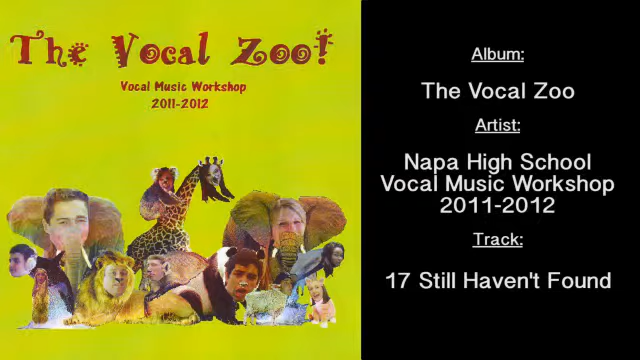 The Vocal Zoo!
Vocal Music Workshop
2011-2012
Album:
The Vocal Zoo
Artist:
Napa High School
Vocal Music Workshop
2011-2012
Track:
17 Still Haven't Found